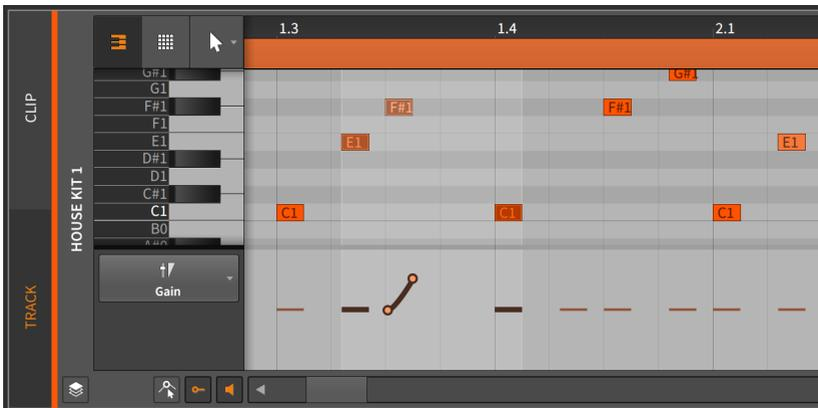 CLIP
TRACK
HOUSE KIT 1
1.3 1.4 2.1
G#1 G#1
G1
F#1 F#1 F#1
F1
E1 E1 E1
D#1
D1
C#1
C1 C1 C1 C1
B0
A#0
Gain